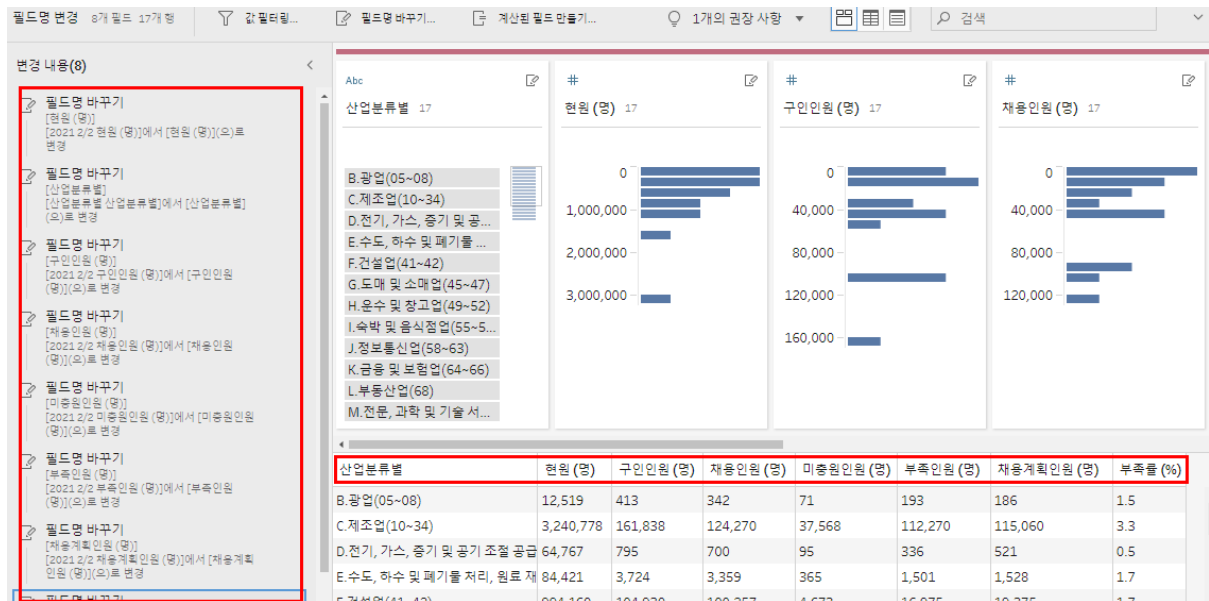 필드명 변경 8개 필드 17개 행 값 필터링... 필드명 바꾸기... 계산된 필드 만들기... 1개의 권장 사항 검색
변경 내용(8)
필드명 바꾸기
[현원 (명)]
[2021 2/2 현원 (명)]에서 [현원 (명)](으)로
변경
필드명 바꾸기
[산업분류별]
[산업분류별 산업분류별]에서 [산업분류별]
(으)로 변경
필드명 바꾸기
[구인인원 (명)]
[2021 2/2 구인인원 (명)]에서 [구인인원
(명)](으)로 변경
필드명 바꾸기
[채용인원 (명)]
[2021 2/2 채용인원 (명)]에서 [채용인원
(명)](으)로 변경
필드명 바꾸기
[미충원인원 (명)]
[2021 2/2 미충원인원 (명)]에서 [미충원인원
(명)](으)로 변경
필드명 바꾸기
[부족인원 (명)]
[2021 2/2 부족인원 (명)]에서 [부족인원
(명)](으)로 변경
필드명 바꾸기
[채용계획인원 (명)]
[2021 2/2 채용계획인원 (명)]에서 [채용계획
인원 (명)](으)로 변경
필드명 바꾸기
Abc
산업분류별 17
B.광업(05~08)
C.제조업(10~34)
D.전기, 가스, 증기 및 공...
E.수도, 하수 및 폐기물 ...
F.건설업(41~42)
G.도매 및 소매업(45~47)
H.운수 및 창고업(49~52)
I.숙박 및 음식점업(55~5...
J.정보통신업(58~63)
K.금융 및 보험업(64~66)
L.부동산업(68)
M.전문, 과학 및 기술 서...
#
현원 (명) 17
0
1,000,000
2,000,000
3,000,000
#
구인인원 (명) 17
0
40,000
80,000
120,000
160,000
#
채용인원 (명) 17
0
40,000
80,000
120,000
산업분류별 현원 (명) 구인인원 (명) 채용인원 (명) 미충원인원 (명) 부족인원 (명) 채용계획인원 (명) 부족률 (%)
B.광업(05~08) 12,519 413 342 71 193 186 1.5
C.제조업(10~34) 3,240,778 161,838 124,270 37,568 112,270 115,060 3.3
D.전기, 가스, 증기 및 공기 조절 공급 64,767 795 700 95 336 521 0.5
E.수도, 하수 및 폐기물 처리, 원료 재 84,421 3,724 3,359 365 1,501 1,528 1.7